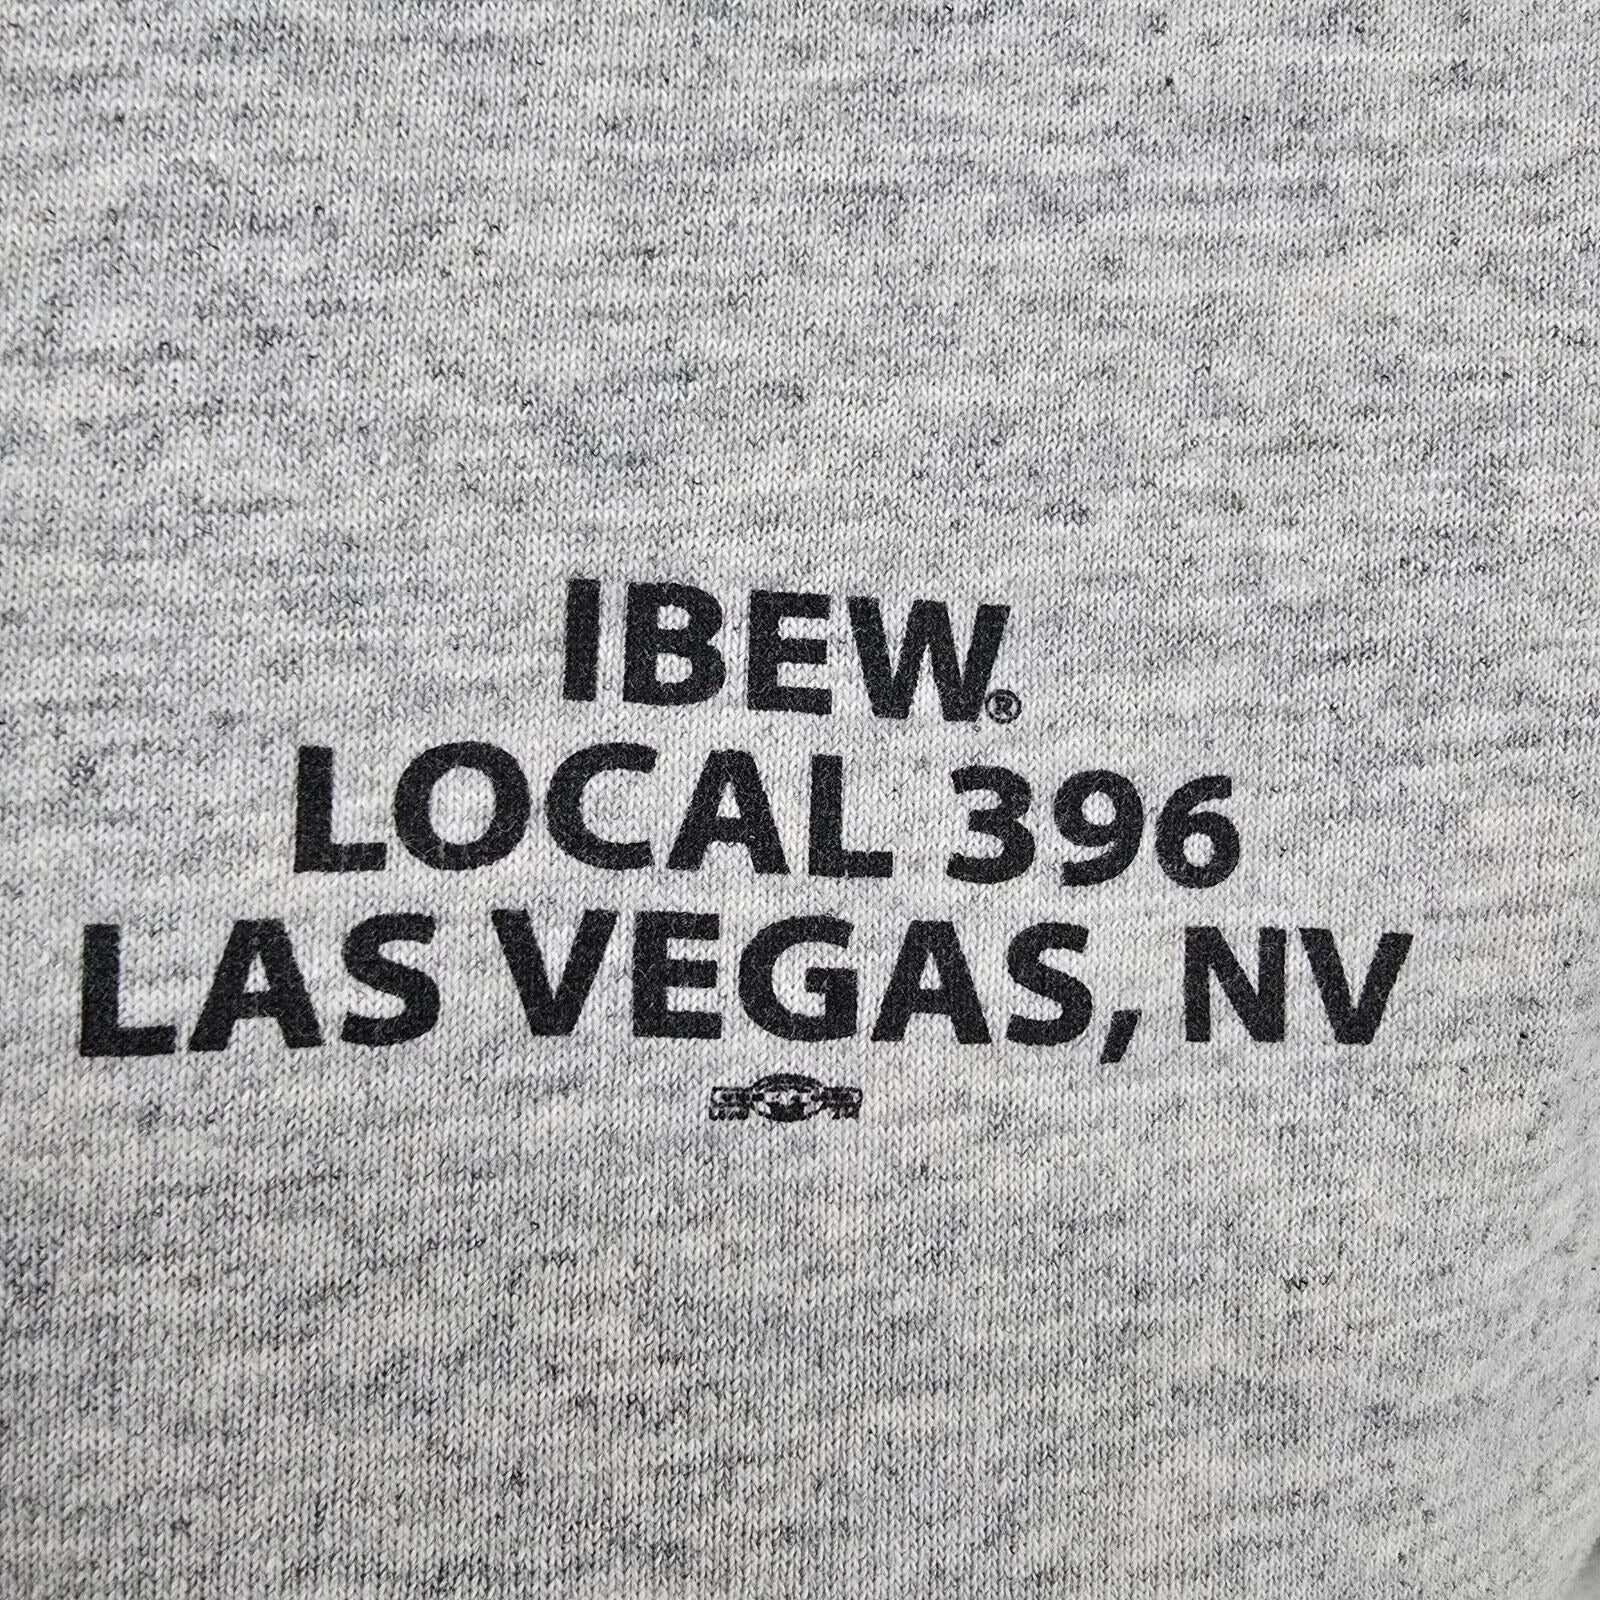 IBEW®
LOCAL 396
LAS VEGAS, NV